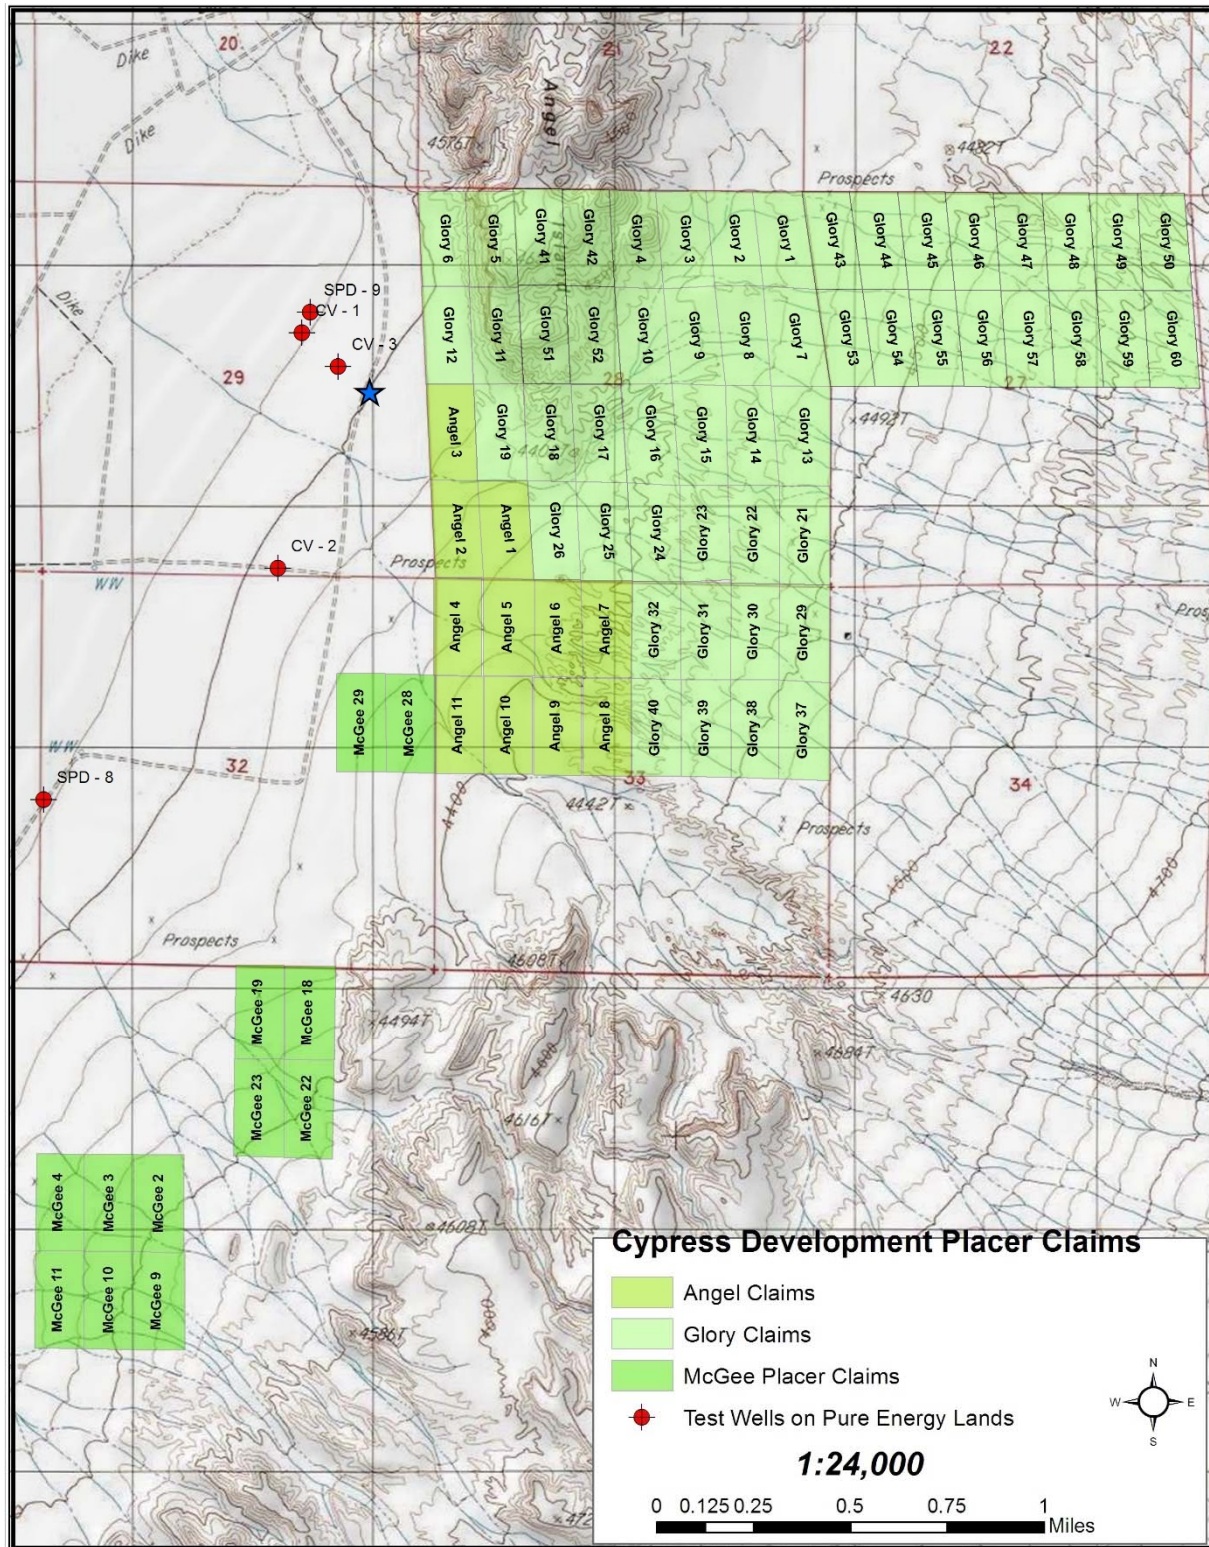 20
21
22
Dike
Dike
Angel
4576T
4482T
Prospects
Glory 6
Glory 5
Glory 41
Glory 42
Glory 4
Glory 3
Glory 2
Glory 1
Glory 43
Glory 44
Glory 45
Glory 46
Glory 47
Glory 48
Glory 49
Glory 50
Island
Dike
SPD - 9
CV - 1
CV - 3
Glory 12
Glory 11
Glory 51
Glory 52
Glory 10
Glory 9
Glory 8
Glory 7
Glory 53
Glory 54
Glory 55
Glory 56
Glory 57
Glory 58
Glory 59
Glory 60
29
28
27
Angel 3
Glory 19
Glory 18
Glory 17
Glory 16
Glory 15
Glory 14
Glory 13
4492T
Angel 2
Angel 1
Glory 26
Glory 25
Glory 24
Glory 23
Glory 22
Glory 21
CV - 2
Prospects
WW
Angel 4
Angel 5
Angel 6
Angel 7
Glory 32
Glory 31
Glory 30
Glory 29
McGee 29
McGee 28
Angel 11
Angel 10
Angel 9
Angel 8
Glory 40
Glory 39
Glory 38
Glory 37
WW
32
33
34
SPD - 8
4400
4442T
Prospects
4700
Prospects
4608T
4630
McGee 19
McGee 18
4494T
4684T
4600
McGee 23
McGee 22
4616T
McGee 4
McGee 3
McGee 2
4608T
McGee 11
McGee 10
McGee 9
4586T
Cypress Development Placer Claims
Angel Claims
Glory Claims
McGee Placer Claims
Test Wells on Pure Energy Lands
N
W
E
S
1:24,000
0 0.125 0.25 0.5 0.75 1
Miles